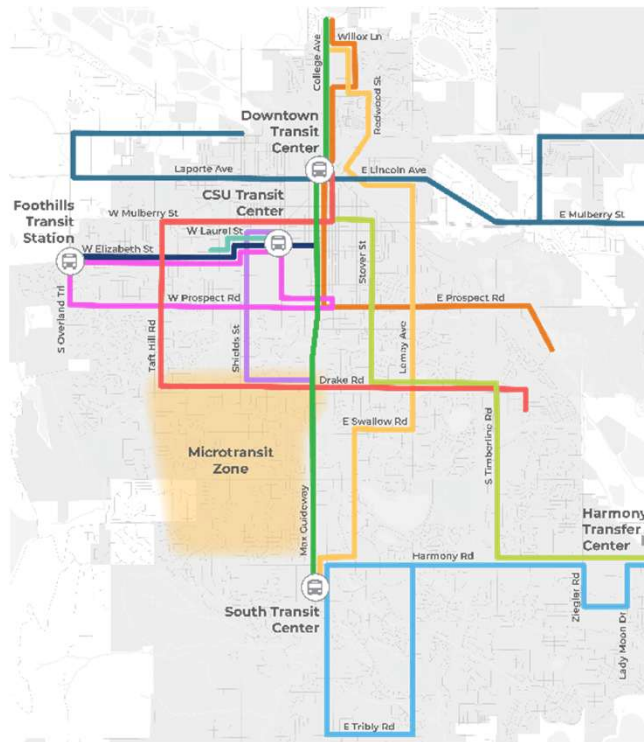 Willox Ln
College Ave
Redwood St
Downtown
Transit
Center
Laporte Ave
E Lincoln Ave
CSU Transit
Center
Foothills
Transit
Station
W Mulberry St
E Mulberry St
W Laurel St
W Elizabeth St
Stover St
S Overland Trl
W Prospect Rd
E Prospect Rd
Taft Hill Rd
Shields St
Lemay Ave
Drake Rd
E Swallow Rd
S Timberline Rd
Microtransit
Zone
Max Guideway
Harmony
Transfer
Center
Harmony Rd
Ziegler Rd
Lady Moon Dr
South Transit
Center
E Tribly Rd